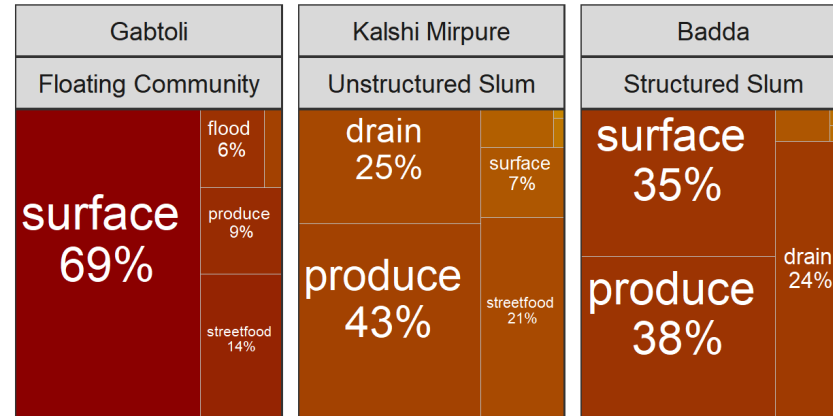 Gabtoli
Floating Community
surface
69%
flood
6%
produce
9%
streetfood
14%
Kalshi Mirpure
Unstructured Slum
drain
25%
produce
43%
surface
7%
streetfood
21%
Badda
Structured Slum
surface
35%
produce
38%
drain
24%